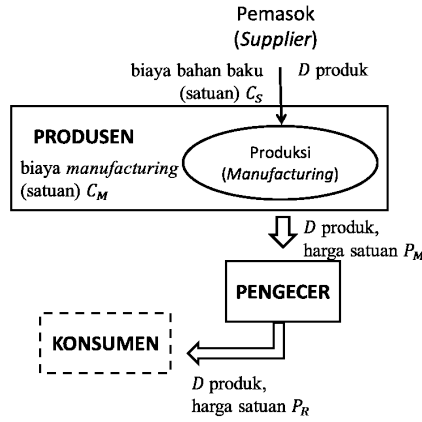 Pemasok
(Supplier)
biaya bahan baku
(satuan) C_S
D produk
PRODUSEN
biaya manufacturing
(satuan) C_M
Produksi
(Manufacturing)
D produk,
harga satuan P_M
PENGECER
KONSUMEN
D produk,
harga satuan P_R